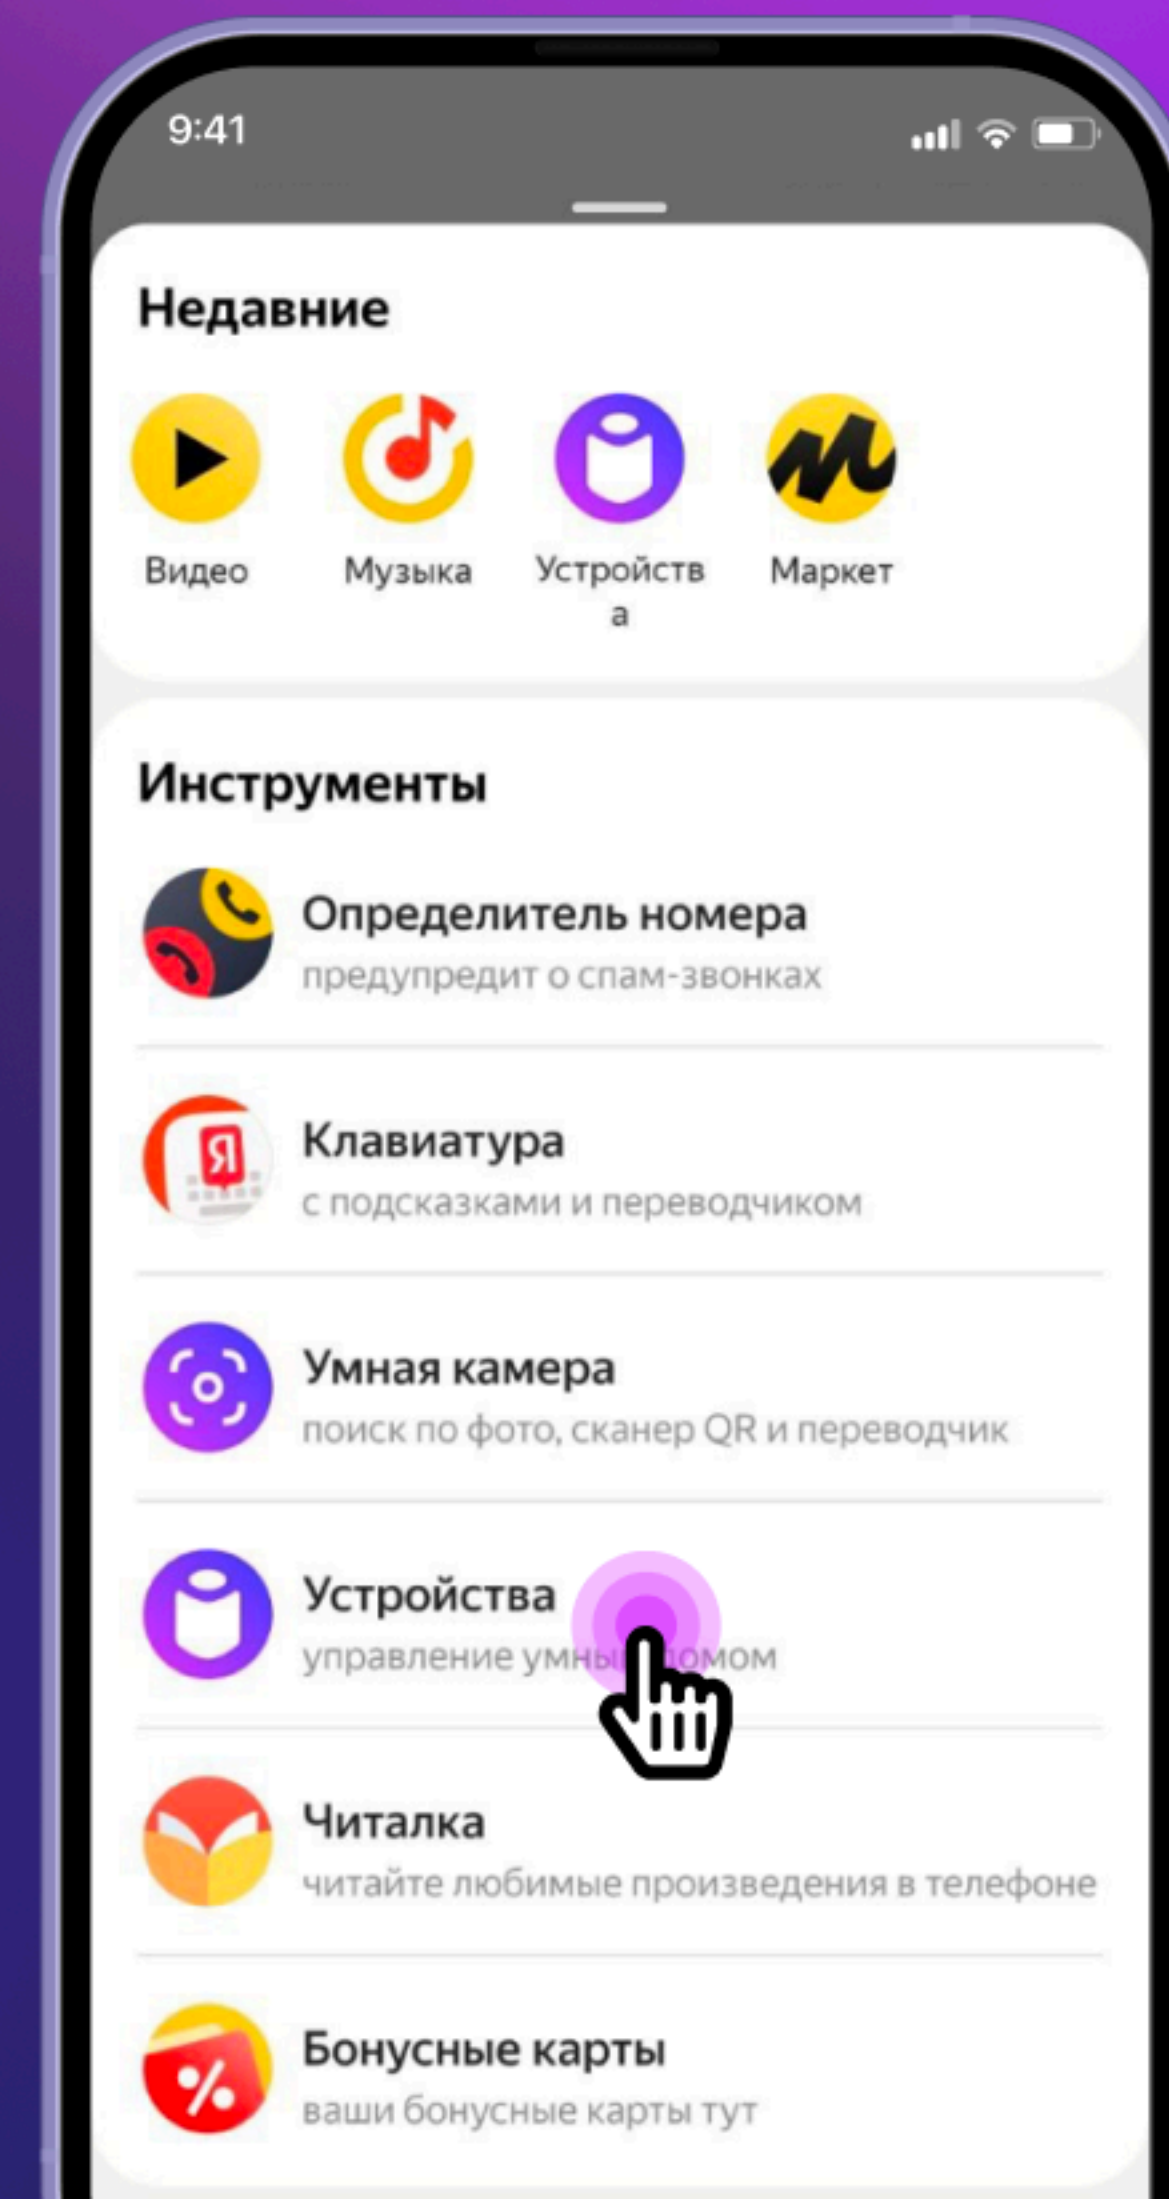 9:41
Недавние
Видео
Музыка
Устройств
а
Маркет
Инструменты
Определитель номера
предупредит о спам-звонках
Клавиатура
Я
с подсказками и переводчиком
Умная камера
поиск по фото, сканер QR и переводчик
Устройства
управление умным домом
Читалка
читайте любимые произведения в телефоне
Бонусные карты
%
ваши бонусные карты тут